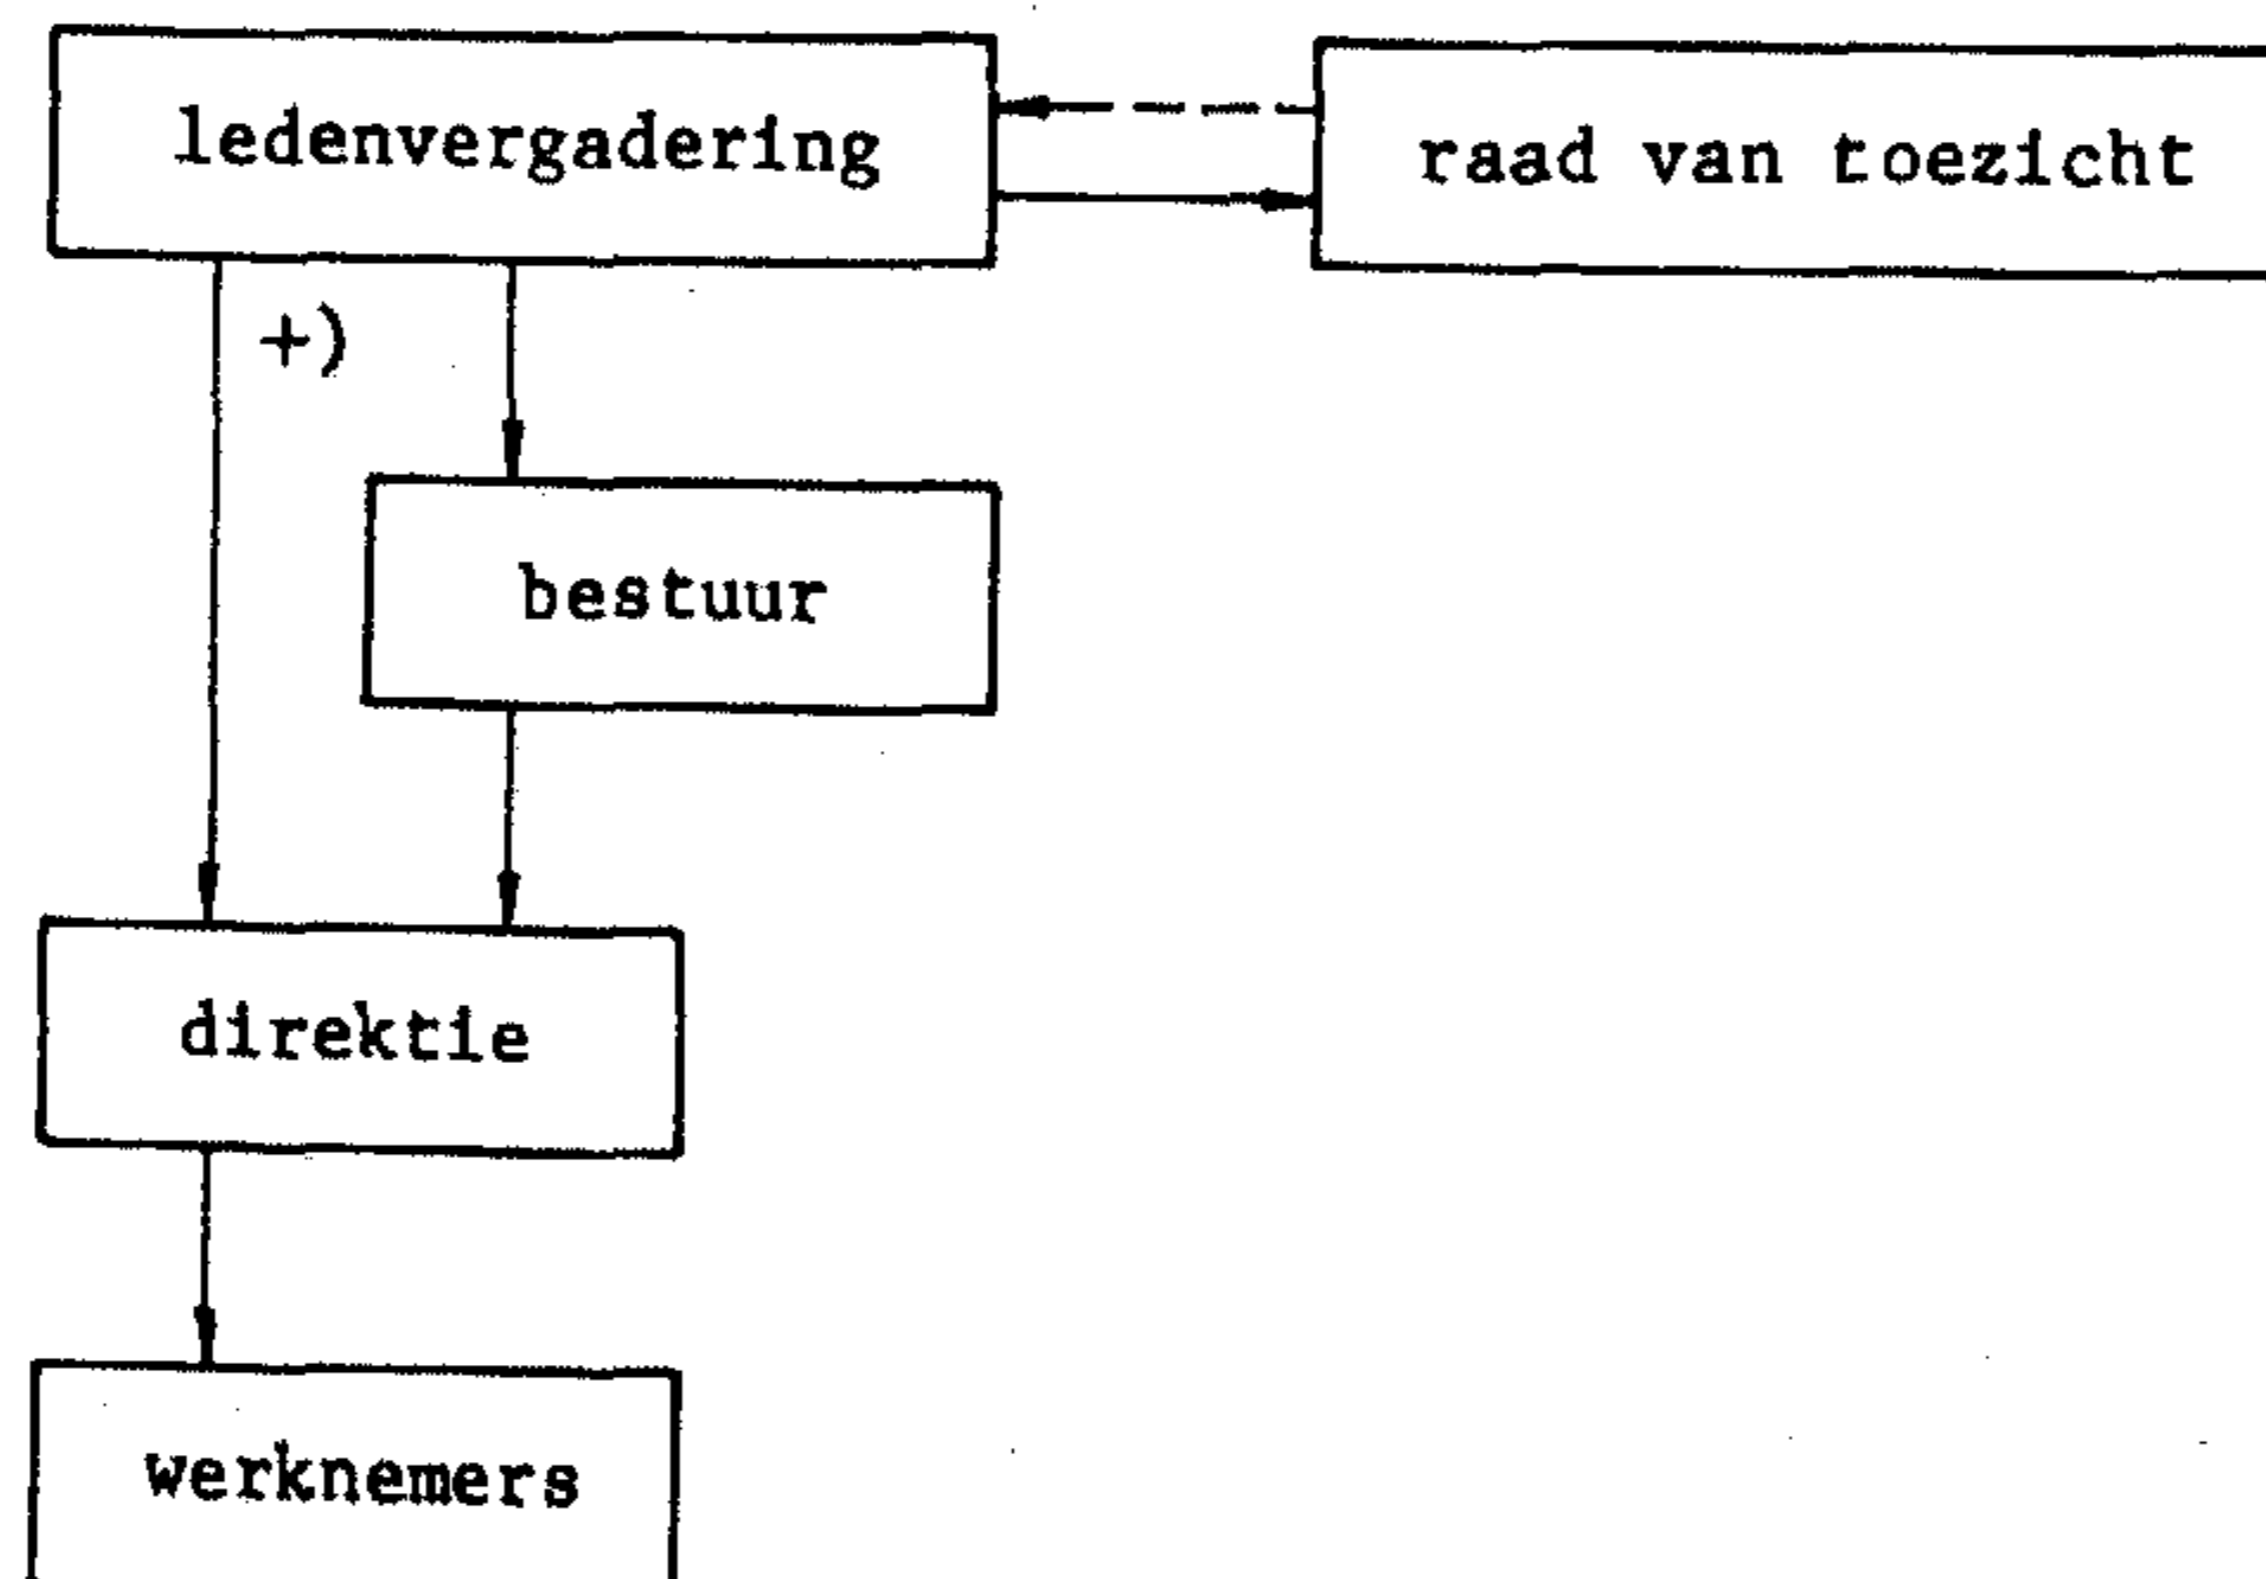 ledenvergadering
raad van toezicht
+)
bestuur
direktie
werknemers